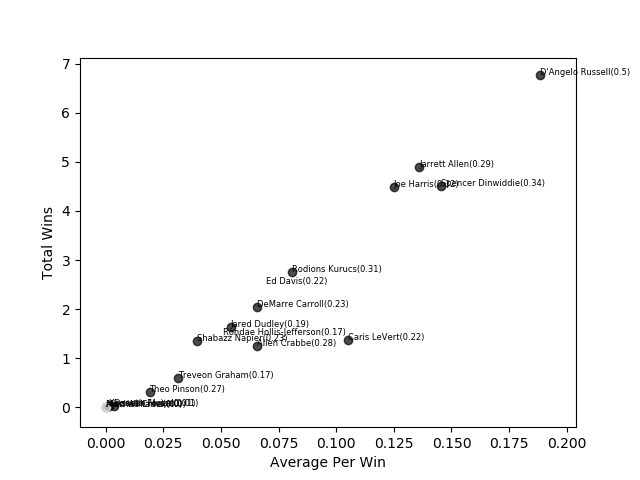 7
6
5
4
3
2
1
0
Total Wins
D'Angelo Russell(0.5)
Jarrett Allen(0.29)
Joe Harris(
Spencer Dinwiddie(0.34)
Rodions Kurucs(0.31)
Ed Davis(0.22)
DeMarre Carroll(0.23)
Jared Dudley(0.19)
Rondae Hollis-Jefferson(0.17)
Shabazz Napier(0.23)
Allen Crabbe(0.28)
Caris LeVert(0.22)
Treveon Graham(0.17)
Theo Pinson(0.27)
0.000 0.025 0.050 0.075 0.100 0.125 0.150 0.175 0.200
Average Per Win